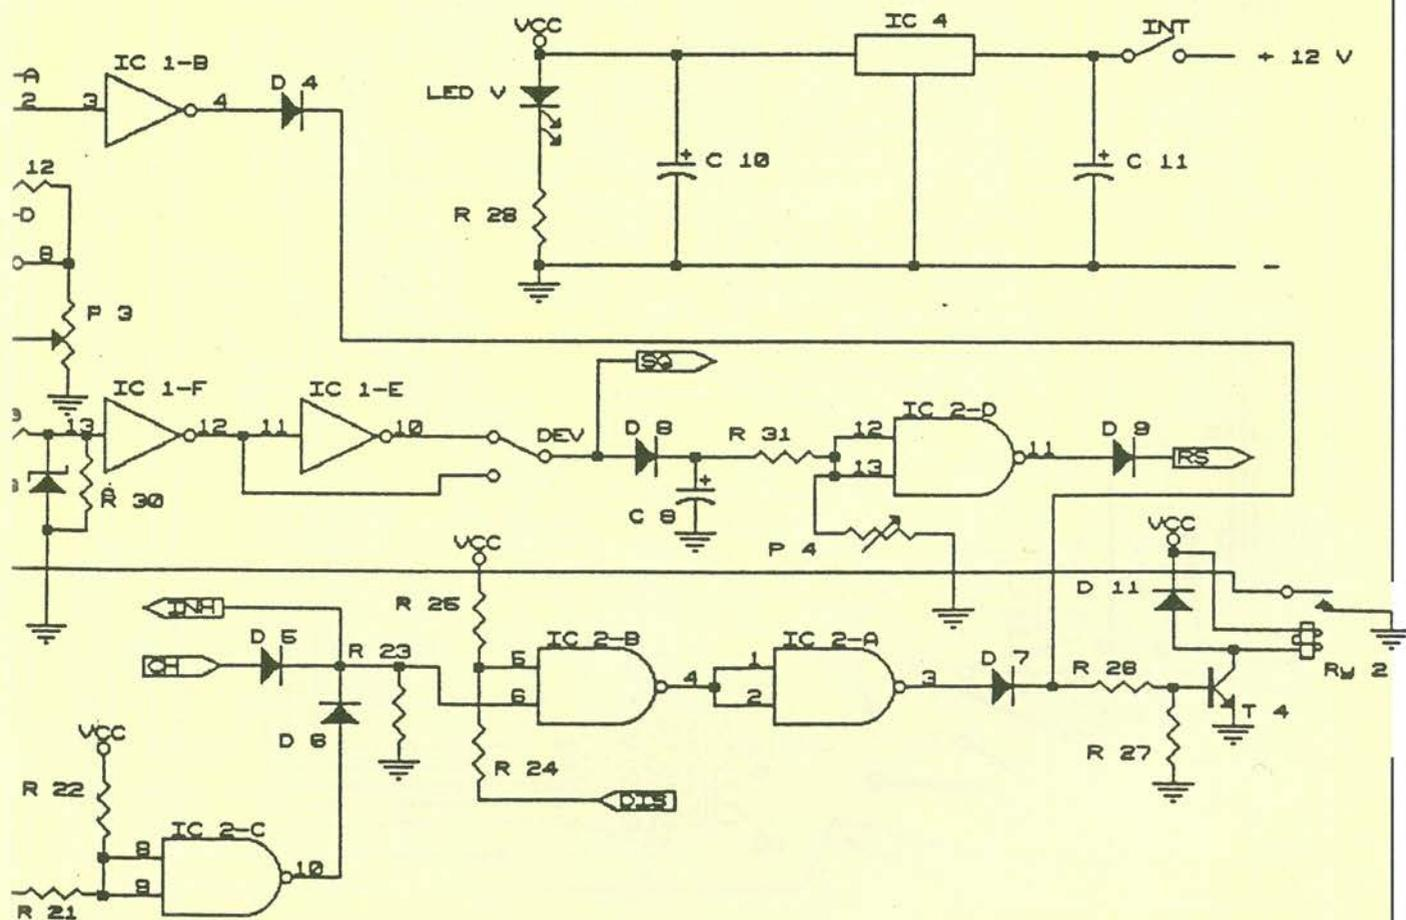 VCC
IC 4
INT
+ 12 V
IC 1-B
D 4
LED V
-A
2
3
4
C 10
C 11
12
-D
R 28
8
-
P 3
SQ
IC 1-F
IC 1-E
IC 2-D
13
12
11
10
DEV
D 8
R 31
12
13
11
D 9
RS
R 30
C 8
P 4
VCC
VCC
D 11
INH
R 25
D 5
R 23
IC 2-B
IC 2-A
CH
5
6
4
1
2
3
D 7
R 26
Ry 2
T 4
D 6
R 24
R 27
VCC
DIS
R 22
IC 2-C
8
9
10
R 21